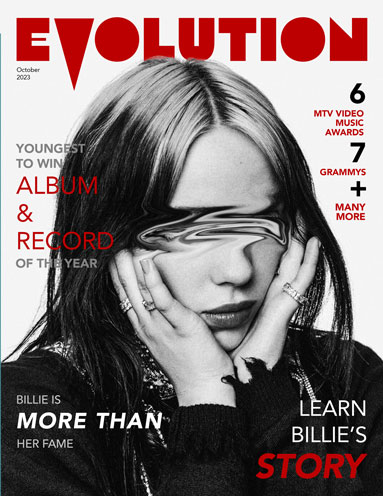 EVOLUTION
October
2023
6
MTV VIDEO
MUSIC
AWARDS
7
GRAMMYS
+
MANY
MORE
YOUNGEST
TO WIN
ALBUM
&
RECORD
OF THE YEAR
BILLIE IS
MORE THAN
HER FAME
LEARN
BILLIE'S
STORY